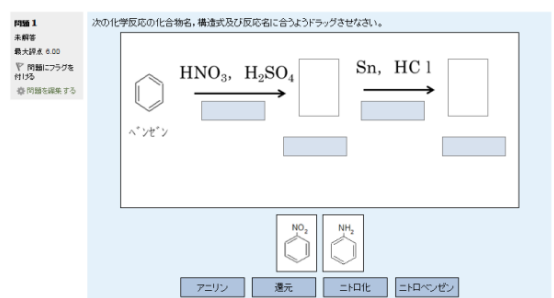 問題 1
未解答
最大評点 6.00
問題にフラグを
付ける
問題を編集する
次の化学反応の化合物名，構造式及び反応名に合うようドラッグさせなさい。
HNO3, H2SO4
Sn, HCl
ベンゼン
NO2
NH2
アニリン
還元
ニトロ化
ニトロベンゼン